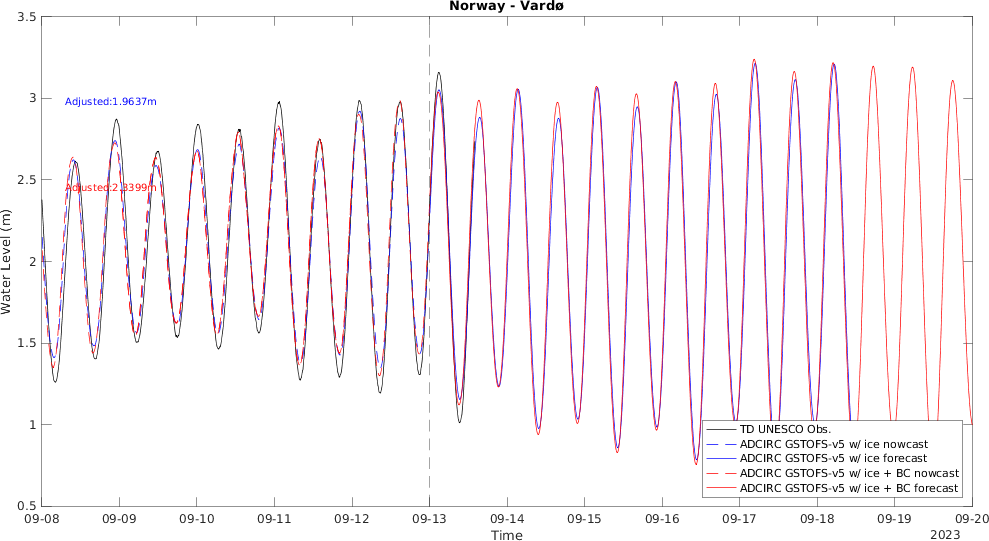 Norway - Vardø
3.5
3
2.5
2
1.5
1
0.5
Water Level (m)
Adjusted:1.9637m
Adjusted:2.3399m
TD UNESCO Obs.
ADCIRC GSTOFS-v5 w/ ice nowcast
ADCIRC GSTOFS-v5 w/ ice forecast
ADCIRC GSTOFS-v5 w/ ice + BC nowcast
ADCIRC GSTOFS-v5 w/ ice + BC forecast
09-08 09-09 09-10 09-11 09-12 09-13 09-14 09-15 09-16 09-17 09-18 09-19 09-20
Time
2023